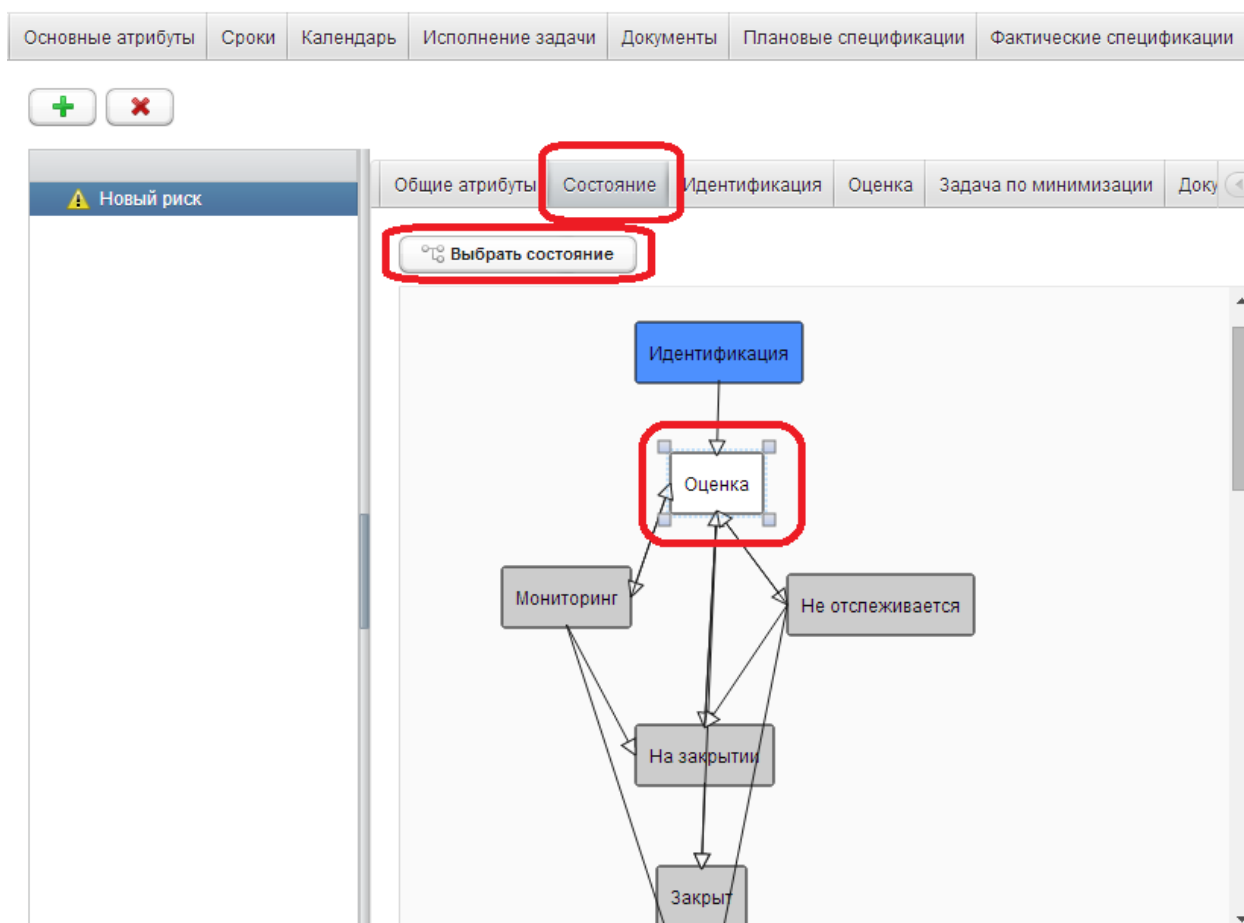 Основные атрибуты Сроки Календарь Исполнение задачи Документы Плановые спецификации Фактические спецификации
Новый риск
Общие атрибуты Состояние Идентификация Оценка Задача по минимизации Доку
Выбрать состояние
Идентификация
Оценка
Мониторинг
Не отслеживается
На закрытии
Закрыт